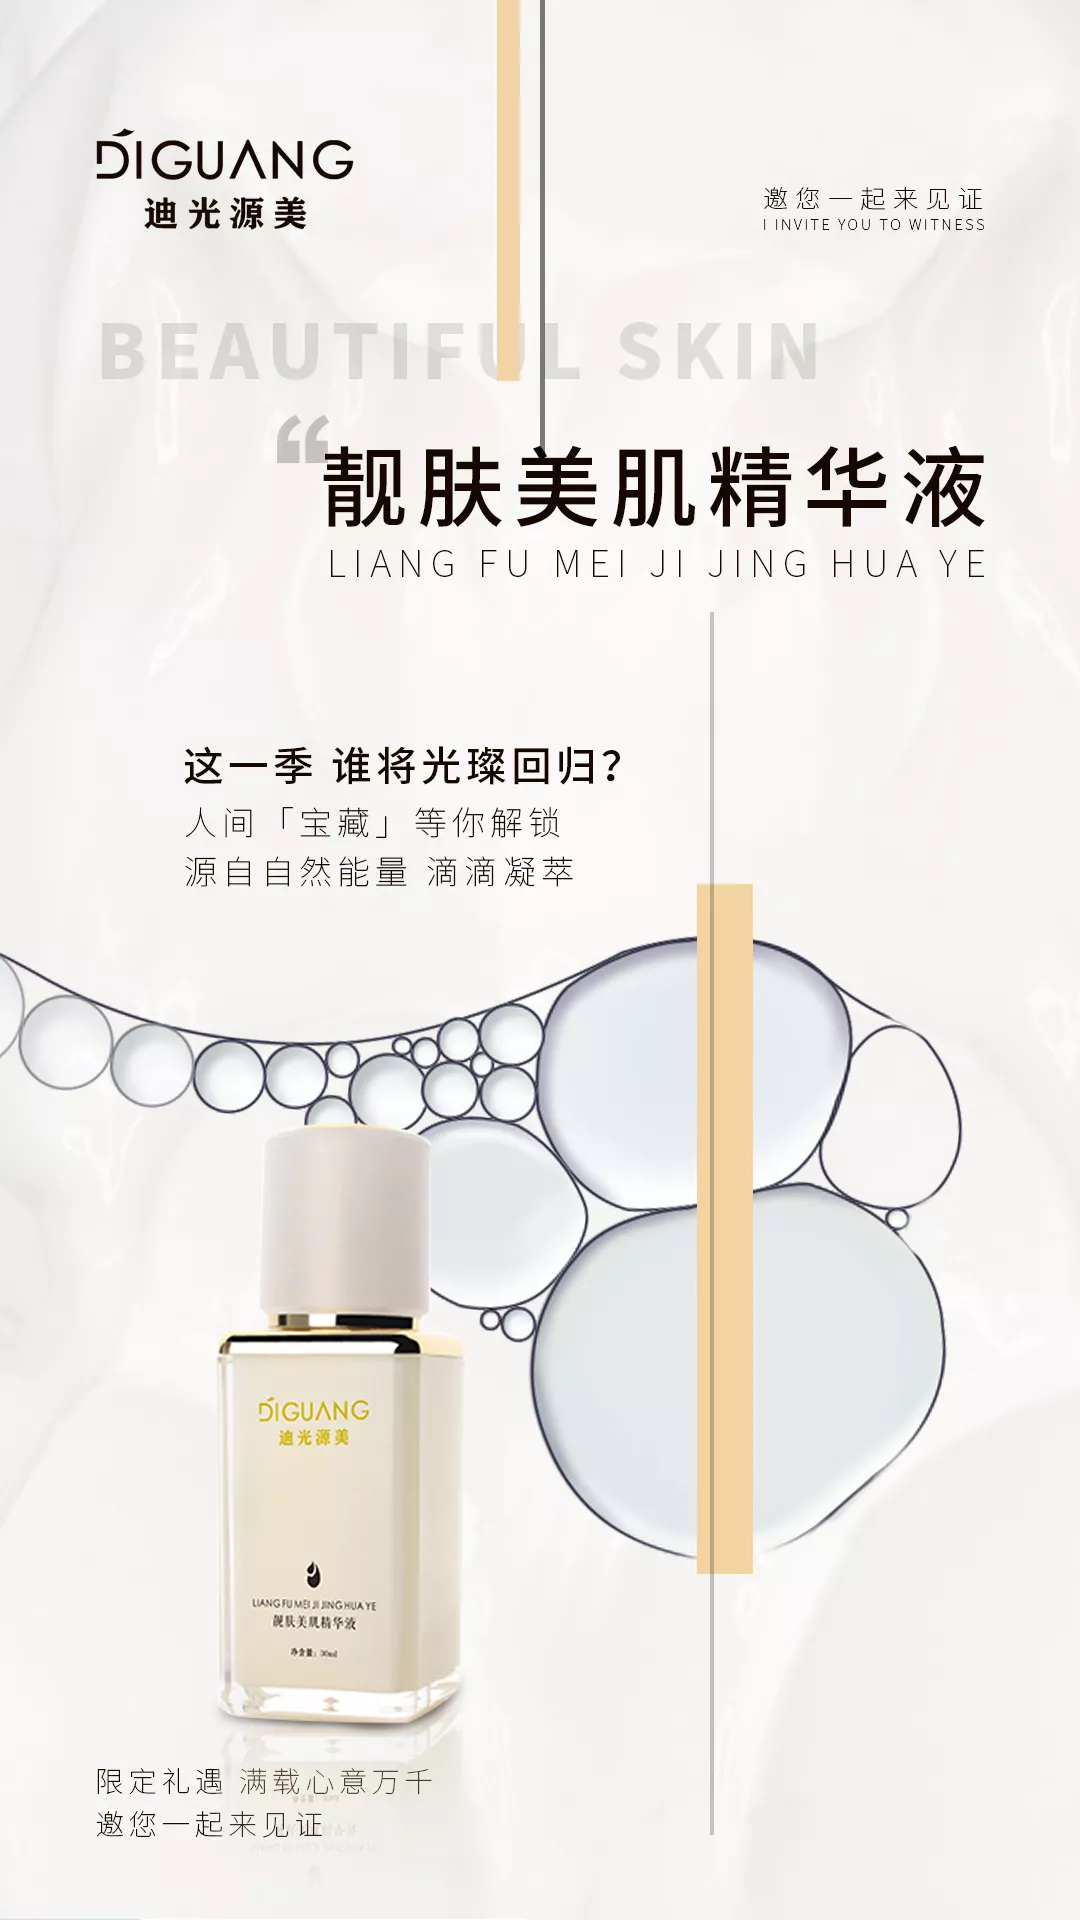 DIGUANG
迪光源美
邀您一起来见证
I INVITE YOU TO WITNESS
BEAUTIFUL SKIN
“靓肤美肌精华液
LIANG FU MEI JI JING HUA YE
这一季 谁将光璨回归?
人间「宝藏」等你解锁
源自自然能量 滴滴凝萃
DIGUANG
迪光源美
LIANG FU MEI JI JING HUA YE
靓肤美肌精华液
净含量：30ml
限定礼遇 满载心意万千
邀您一起来见证